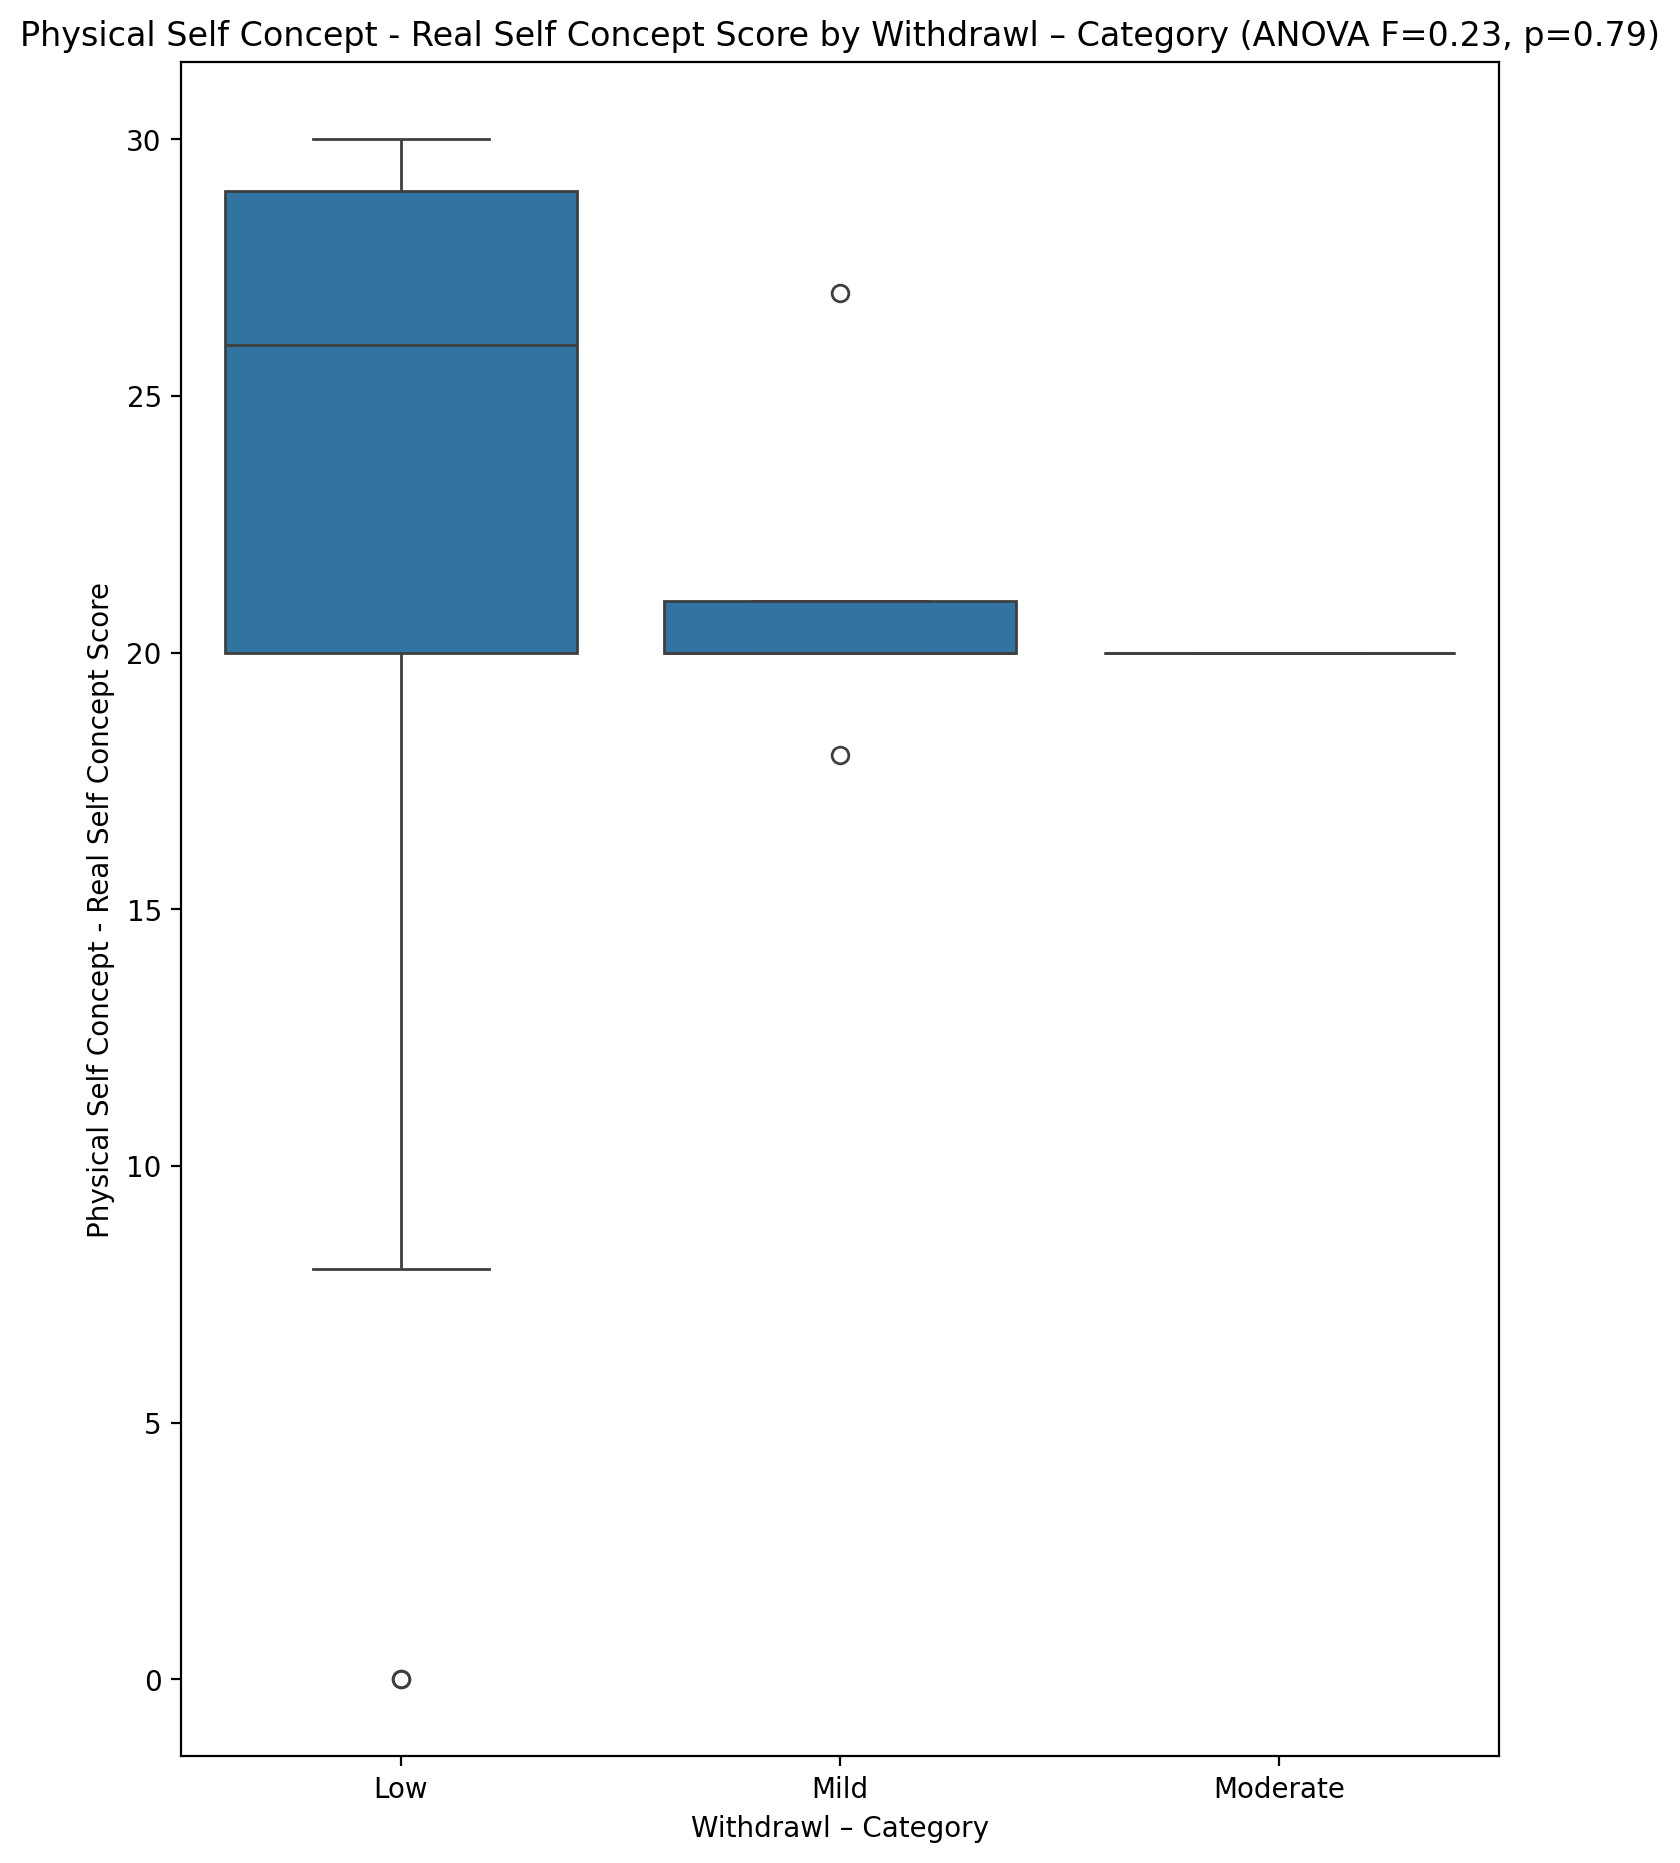 Physical Self Concept - Real Self Concept Score by Withdrawl – Category (ANOVA F=0.23, p=0.79)
Physical Self Concept - Real Self Concept Score
30
25
20
15
10
5
0
Low Mild Moderate
Withdrawl – Category